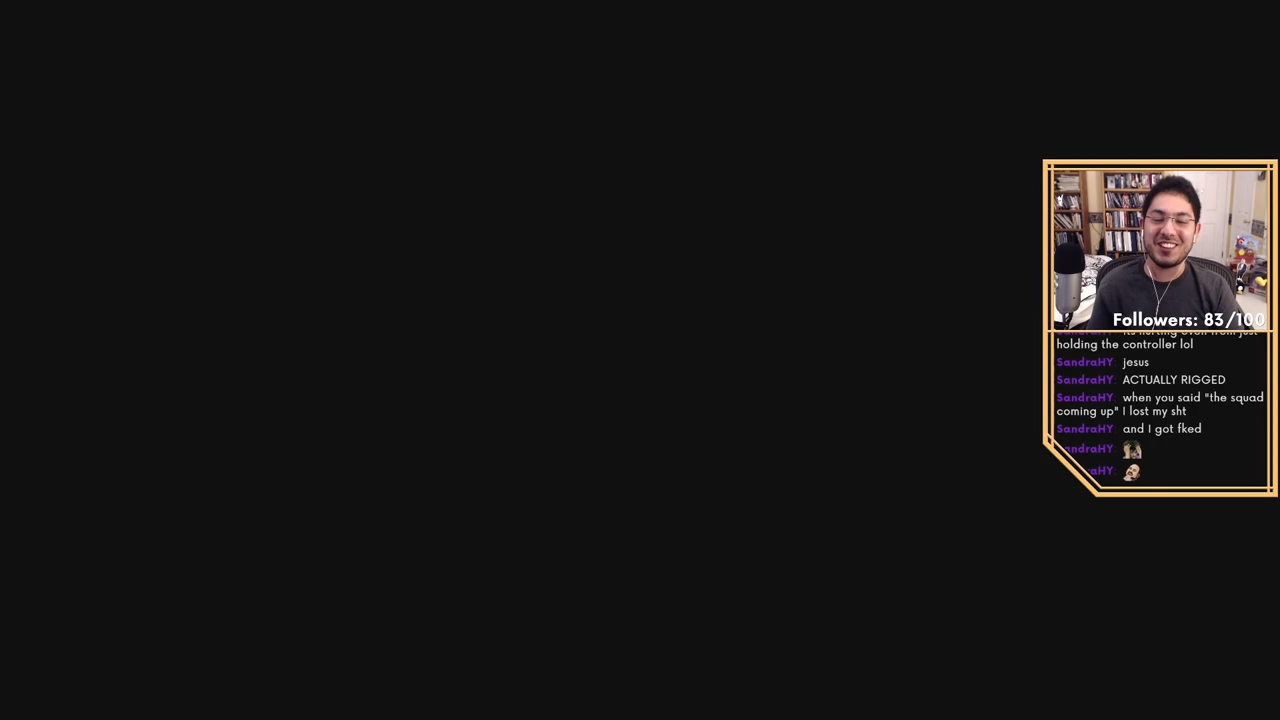 Followers: 83/100
holding the controller lol
SandraHY: jesus
SandraHY: ACTUALLY RIGGED
SandraHY: when you said "the squad
coming up" I lost my sht
SandraHY: and I got fked